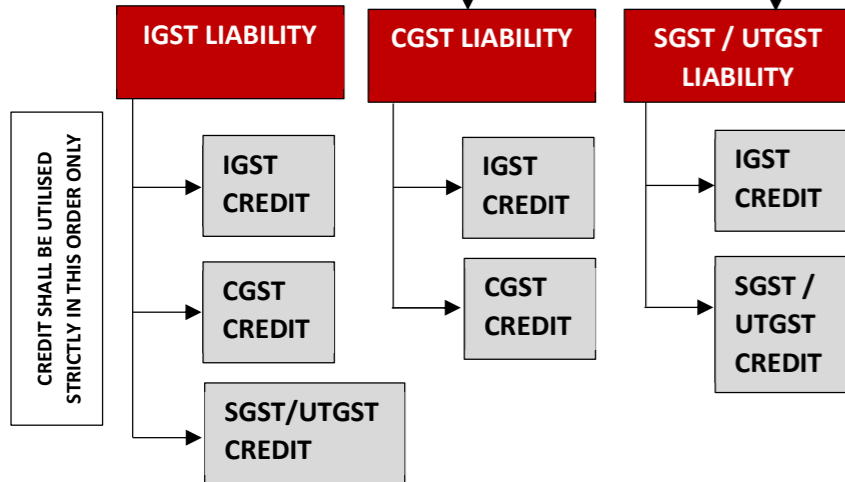 IGST LIABILITY
CGST LIABILITY
SGST / UTGST
LIABILITY
CREDIT SHALL BE UTILISED
STRICTLY IN THIS ORDER ONLY
IGST
CREDIT
CGST
CREDIT
SGST/UTGST
CREDIT
IGST
CREDIT
CGST
CREDIT
IGST
CREDIT
SGST /
UTGST
CREDIT